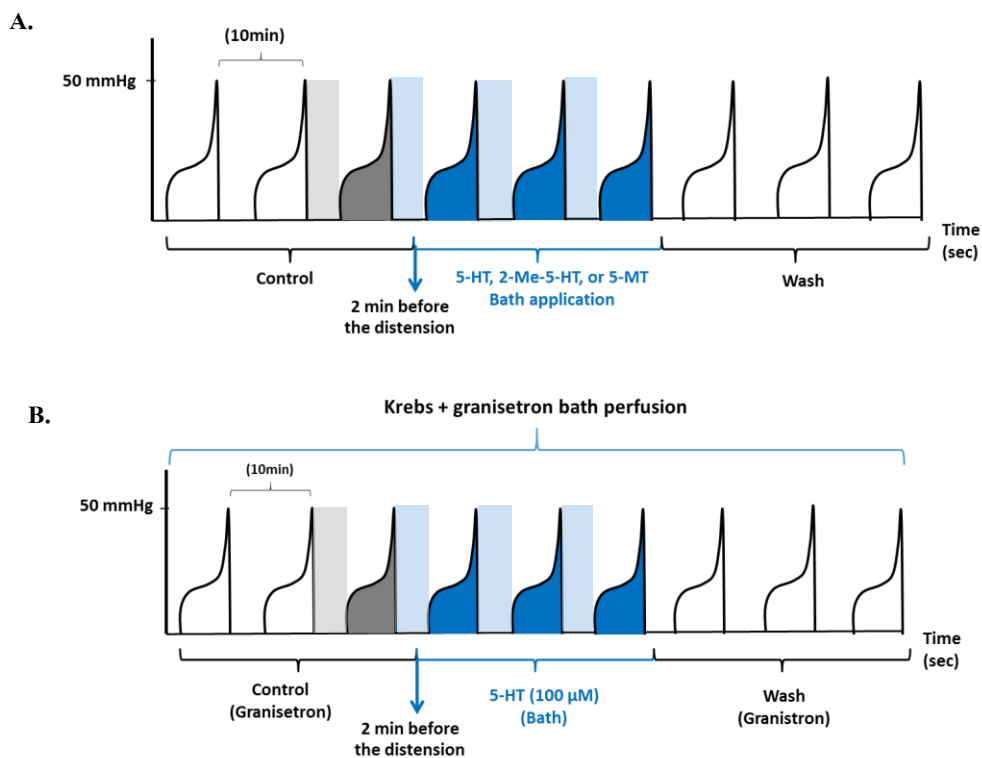 A.
(10min)
50 mmHg
Time
(sec)
Control
5-HT, 2-Me-5-HT, or 5-MT
Bath application
Wash
2 min before
the distension
B.
Krebs + granisetron bath perfusion
(10min)
50 mmHg
Time
(sec)
Control
(Granisetron)
5-HT (100 µM)
(Bath)
Wash
(Granistron)
2 min before
the distension